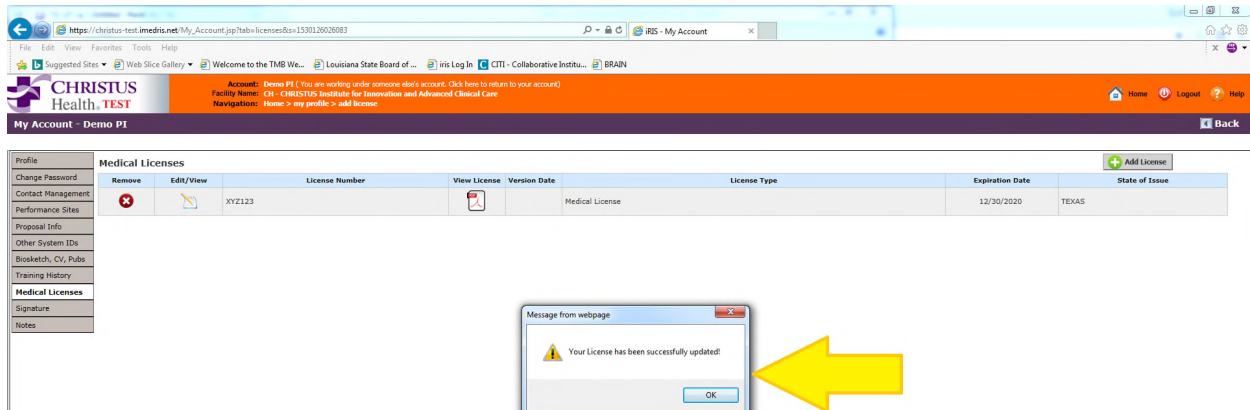 https://christus-test.imedris.net/My_Account.jsp?tab=licenses&s=1530126026083
iRIS - My Account
File Edit View Favorites Tools Help
Suggested Sites Web Slice Gallery Welcome to the TMB We... Louisiana State Board of ... iris Log In CITI - Collaborative Institu... BRAIN
CHRISTUS
Health. TEST
Account: Demo PI ( You are working under someone else's account. Click here to return to your account)
Facility Name: CH - CHRISTUS Institute for Innovation and Advanced Clinical Care
Navigation: Home > my profile > add license
Home Logout Help
My Account - Demo PI
Back
Profile
Change Password
Contact Management
Performance Sites
Proposal Info
Other System IDs
Biosketch, CV, Pubs
Training History
Medical Licenses
Signature
Notes
Medical Licenses
Add License
Remove Edit/View License Number View License Version Date License Type Expiration Date State of Issue
XYZ123 Medical License 12/30/2020 TEXAS
Message from webpage
Your License has been successfully updated!
OK